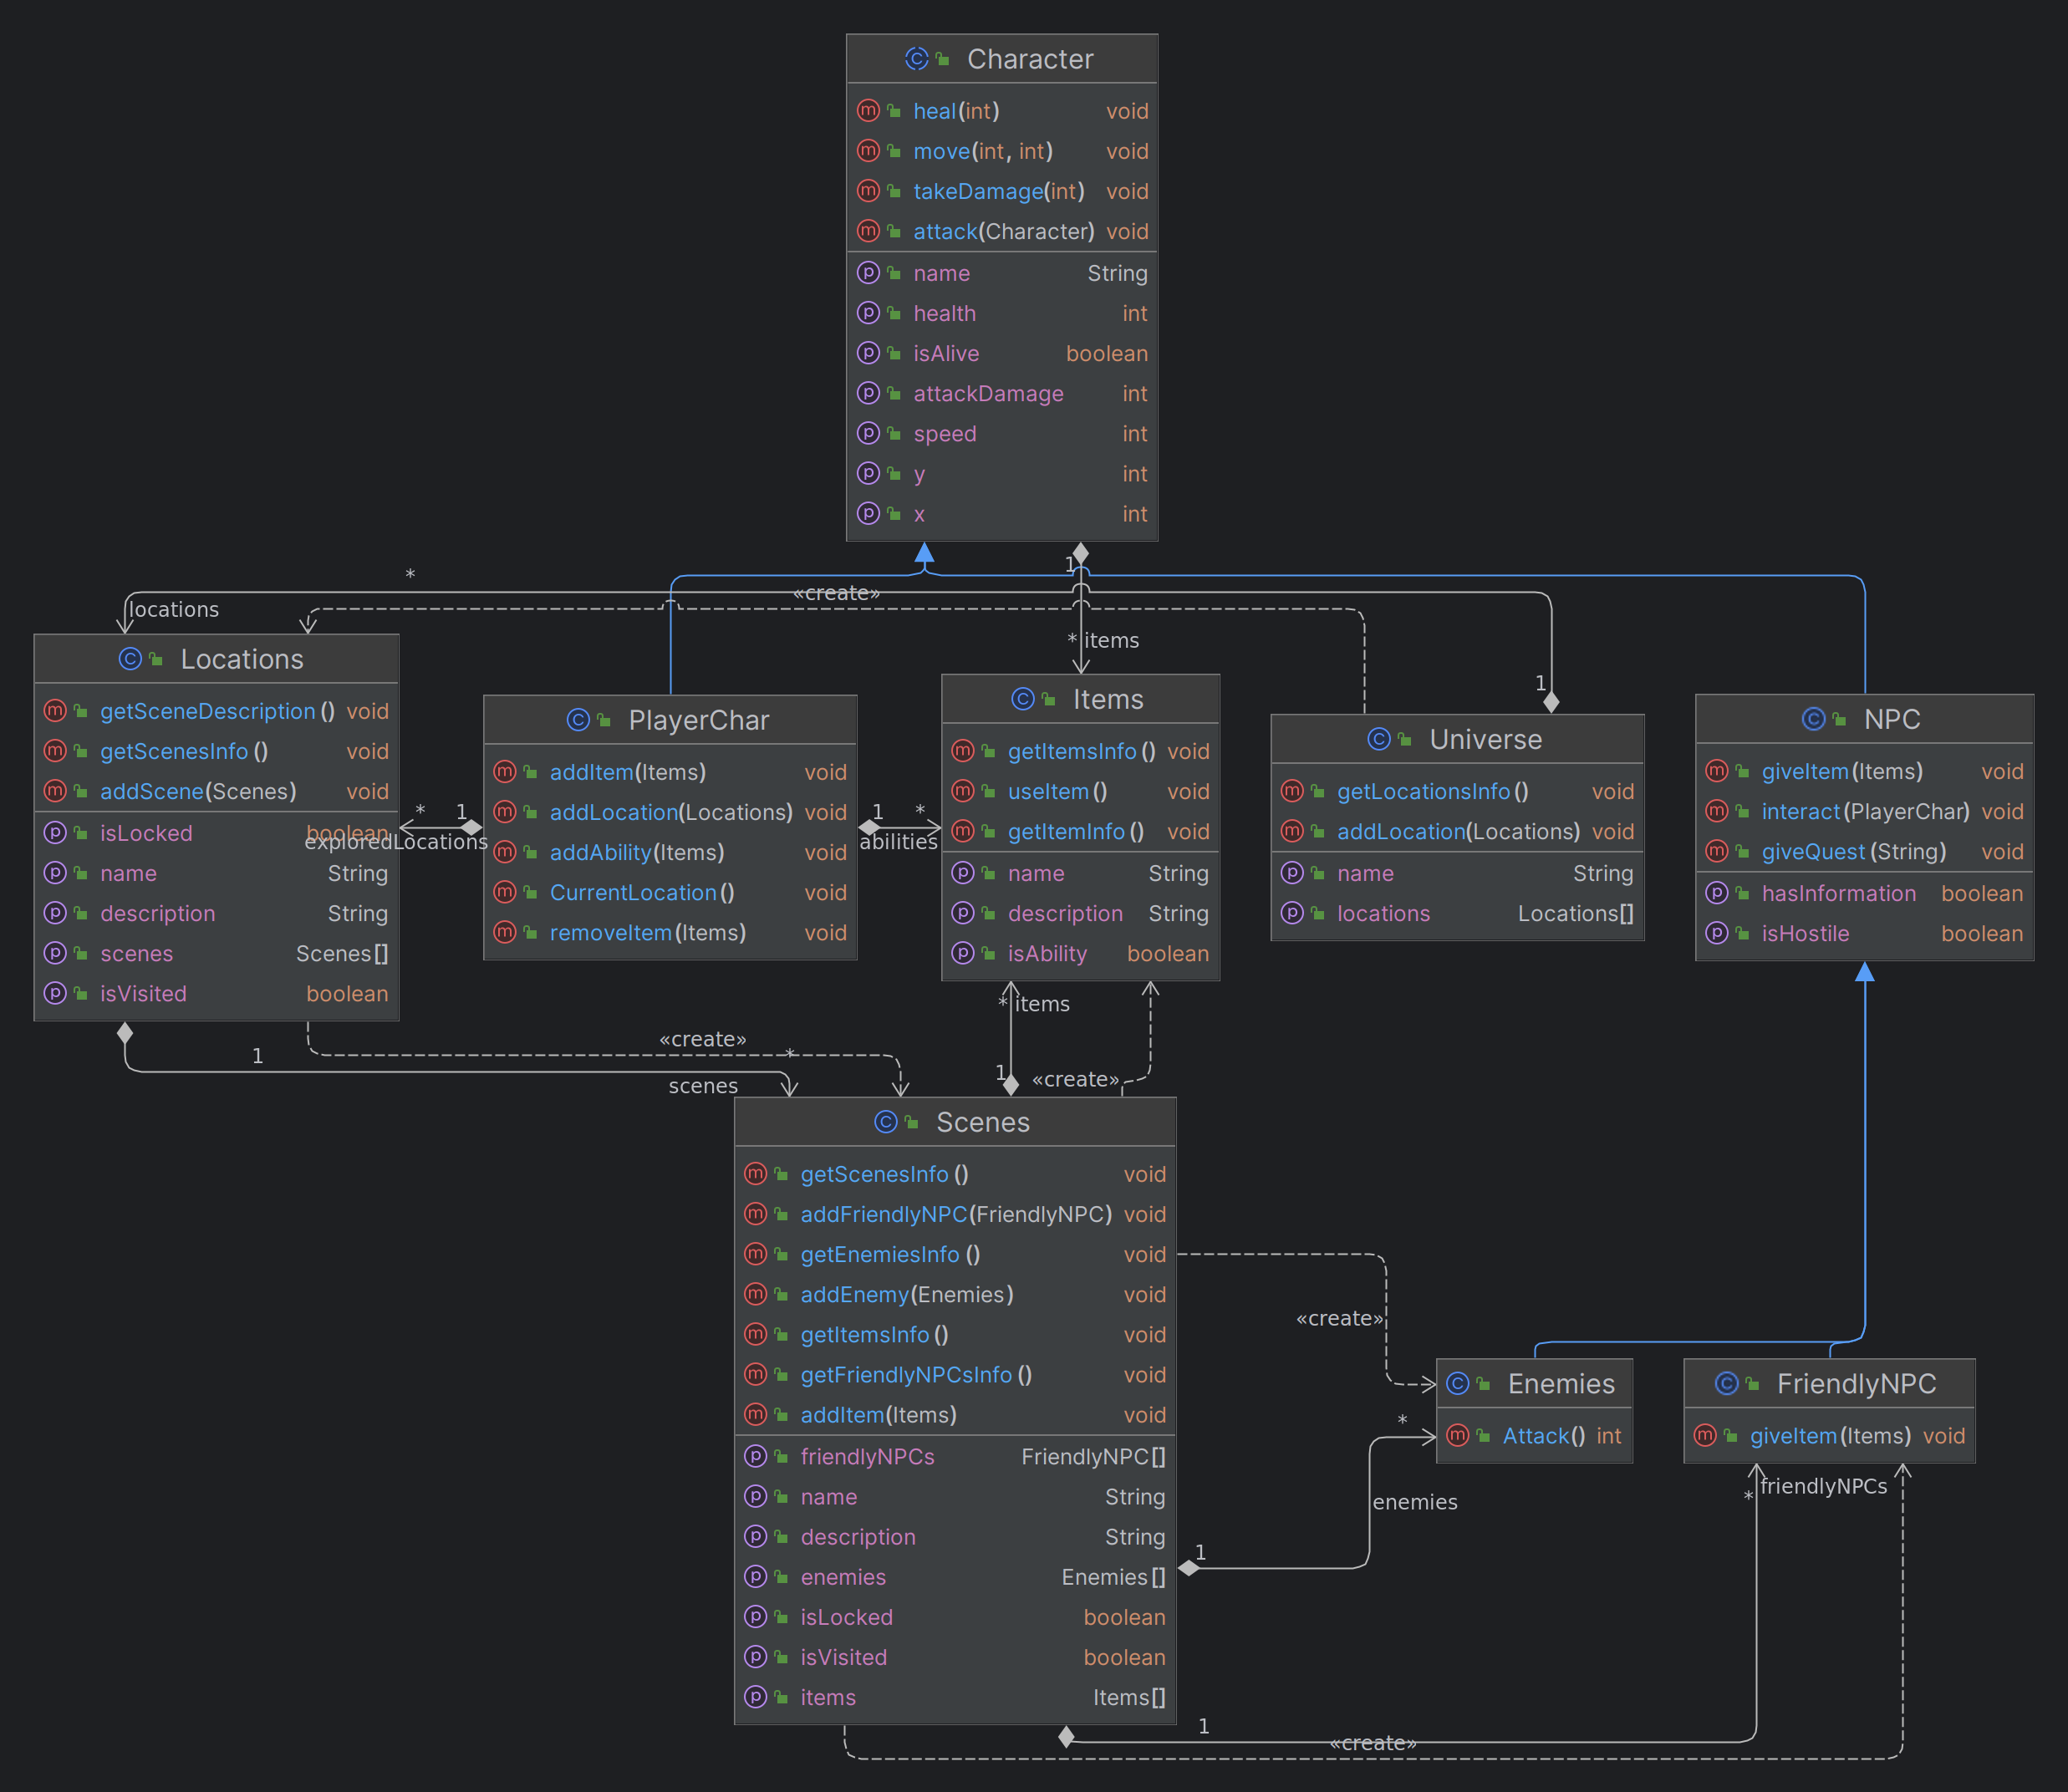 Character
heal(int) void
move(int, int) void
takeDamage(int) void
attack(Character) void
name String
health int
isAlive boolean
attackDamage int
speed int
y int
x int
1
*
«create»
locations
* items
1
Locations
getSceneDescription () void
getScenesInfo () void
addScene(Scenes) void
isLocked boolean
name String
description String
scenes Scenes[]
isVisited boolean
* 1
exploredLocations
PlayerChar
addItem(Items) void
addLocation(Locations) void
addAbility(Items) void
CurrentLocation () void
removeItem(Items) void
1 *
abilities
Items
getItemsInfo () void
useItem () void
getItemInfo () void
name String
description String
isAbility boolean
Universe
getLocationsInfo () void
addLocation(Locations) void
name String
locations Locations[]
NPC
giveItem(Items) void
interact(PlayerChar) void
giveQuest (String) void
hasInformation boolean
isHostile boolean
* items
«create»
1
*
scenes
1
«create»
Scenes
getScenesInfo () void
addFriendlyNPC(FriendlyNPC) void
getEnemiesInfo () void
addEnemy(Enemies) void
getItemsInfo () void
getFriendlyNPCsInfo () void
addItem(Items) void
friendlyNPCs FriendlyNPC[]
name String
description String
enemies Enemies[]
isLocked boolean
isVisited boolean
items Items[]
«create»
*
enemies
1
Enemies
Attack() int
FriendlyNPC
giveItem(Items) void
friendlyNPCs
*
1
«create»